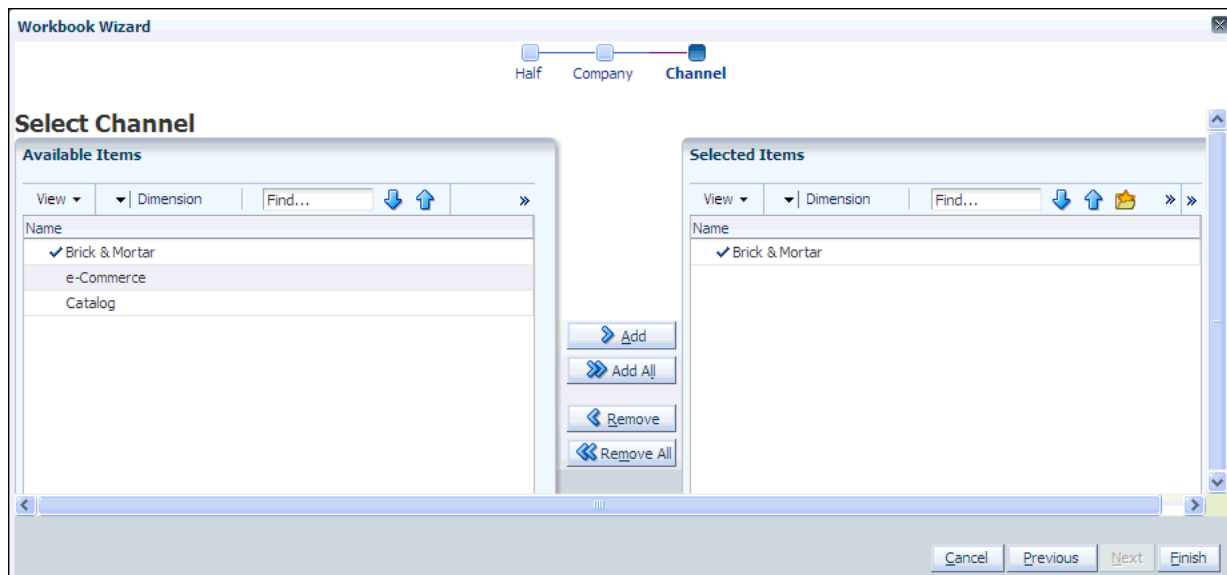 Workbook Wizard
Half Company Channel
Select Channel
Available Items
View Dimension Find...
Name
Brick & Mortar
e-Commerce
Catalog
Add
Add All
Remove
Remove All
Selected Items
View Dimension Find...
Name
Brick & Mortar
Cancel Previous Next Finish